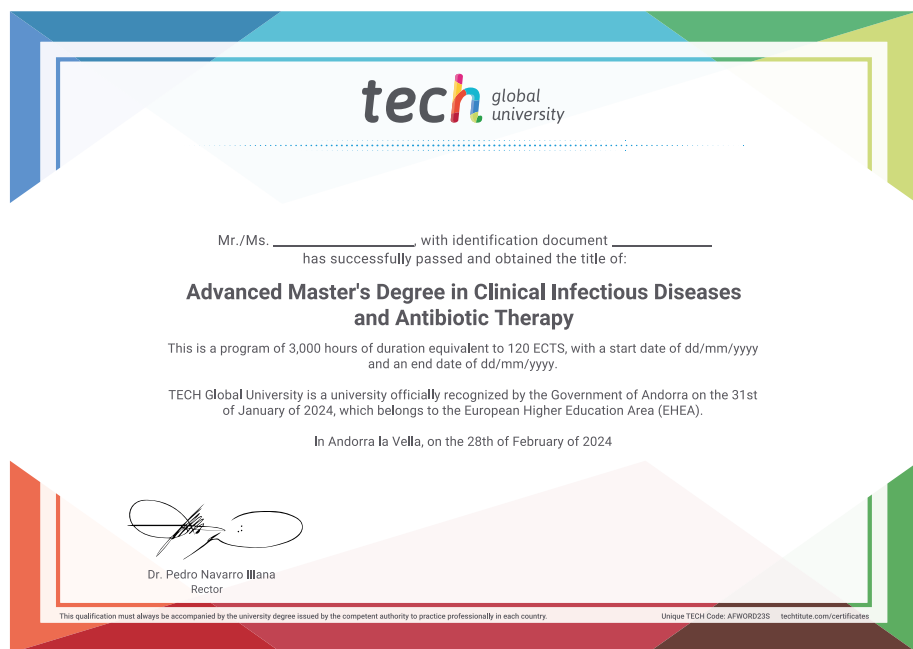 tech global
university
Mr./Ms. ____________________, with identification document ______________
has successfully passed and obtained the title of:
Advanced Master's Degree in Clinical Infectious Diseases
and Antibiotic Therapy
This is a program of 3,000 hours of duration equivalent to 120 ECTS, with a start date of dd/mm/yyyy
and an end date of dd/mm/yyyy.
TECH Global University is a university officially recognized by the Government of Andorra on the 31st
of January of 2024, which belongs to the European Higher Education Area (EHEA).
In Andorra la Vella, on the 28th of February of 2024
Dr. Pedro Navarro Illana
Rector
This qualification must always be accompanied by the university degree issued by the competent authority to practice professionally in each country. Unique TECH Code: AFWORD23S techtitute.com/certificates